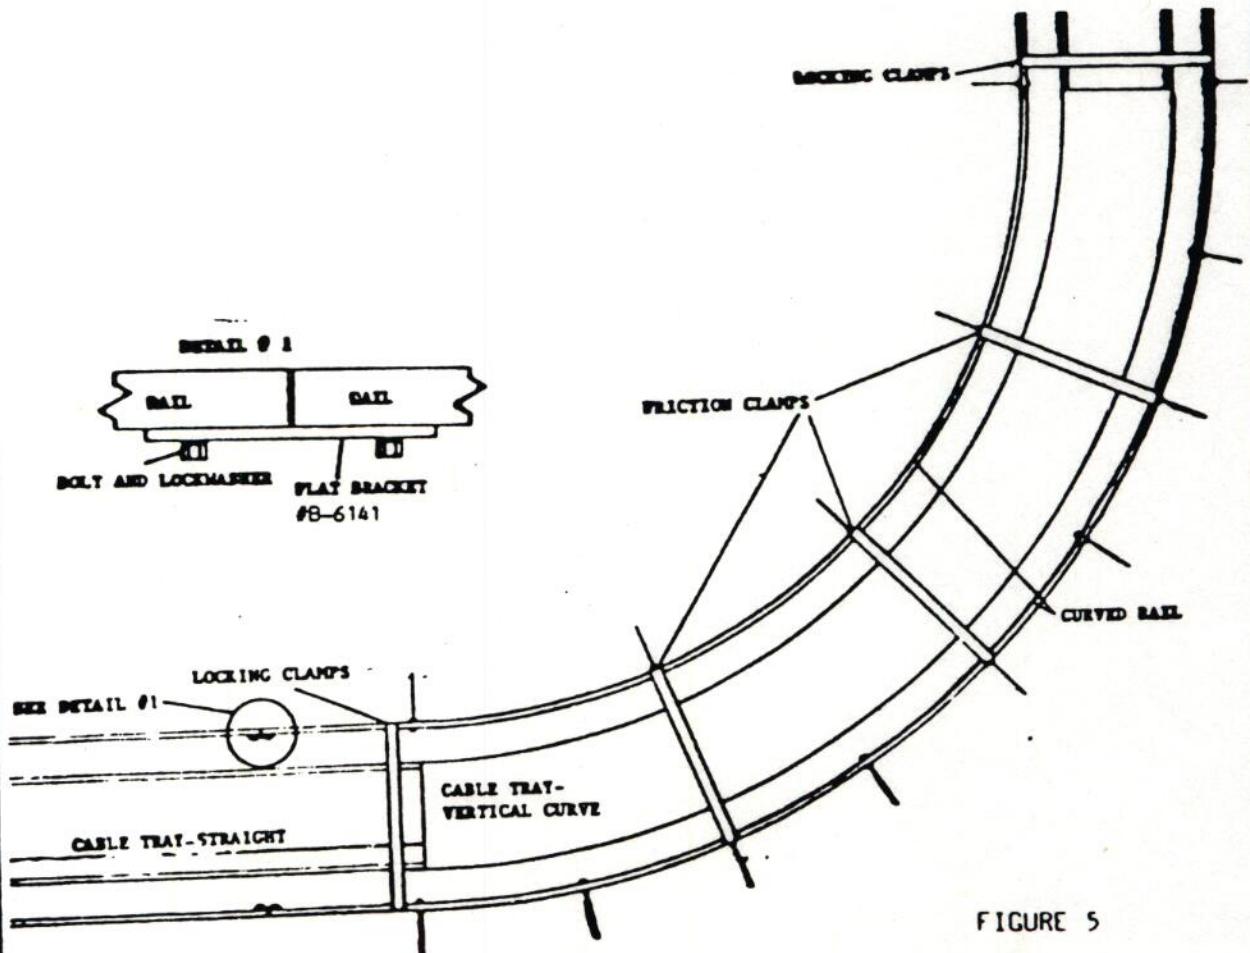 LOCKING CLAMPS
DETAIL # 1
RAIL
RAIL
FRICTION CLAMPS
BOLT AND LOCKWASHER
FLAT BRACKET
#B-6141
CURVED RAIL
LOCKING CLAMPS
SEE DETAIL #1
CABLE TRAY-
VERTICAL CURVE
CABLE TRAY-STRAIGHT
FIGURE 5